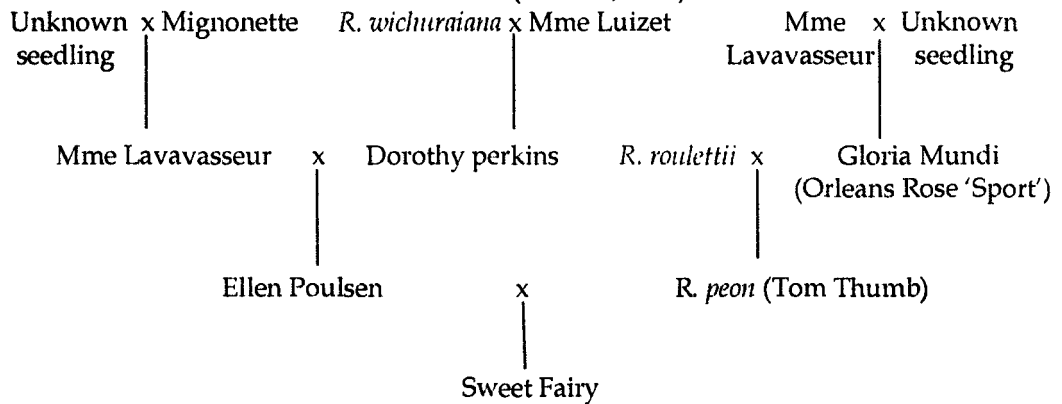 Unknown x Mignonette R. wichuraiana x Mme Luizet Mme x Unknown
seedling Lavavasseur seedling
Mme Lavavasseur x Dorothy perkins R. roulettii x Gloria Mundi
(Orleans Rose 'Sport')
Ellen Poulsen x R. peon (Tom Thumb)
Sweet Fairy